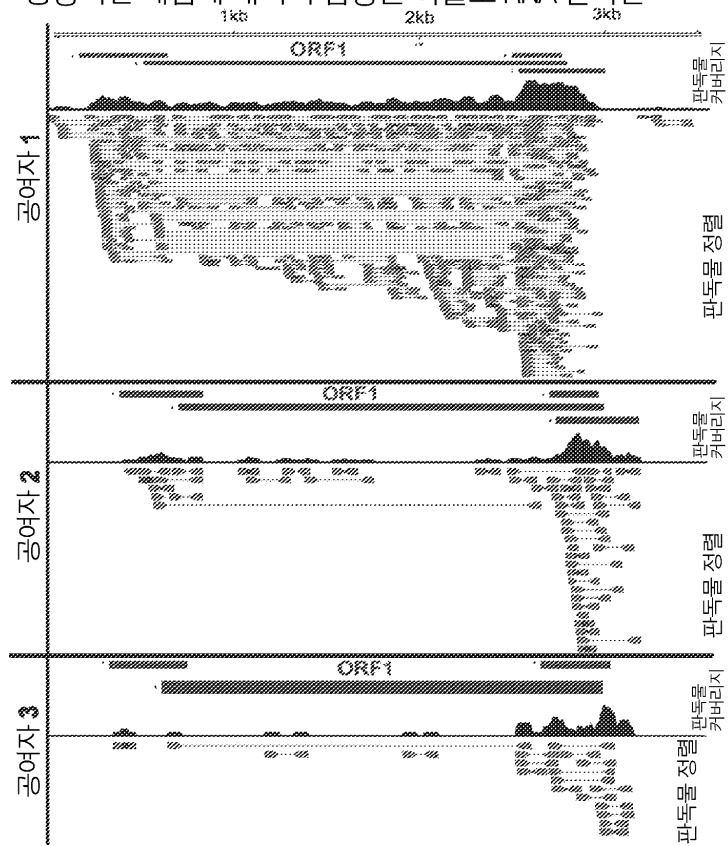 1kb 2kb 3kb
ORF1
판독물
커버리지
공여자 1
판독물 정렬
ORF1
판독물
커버리지
공여자 2
판독물 정렬
ORF1
판독물
커버리지
공여자 3
판독물 정렬